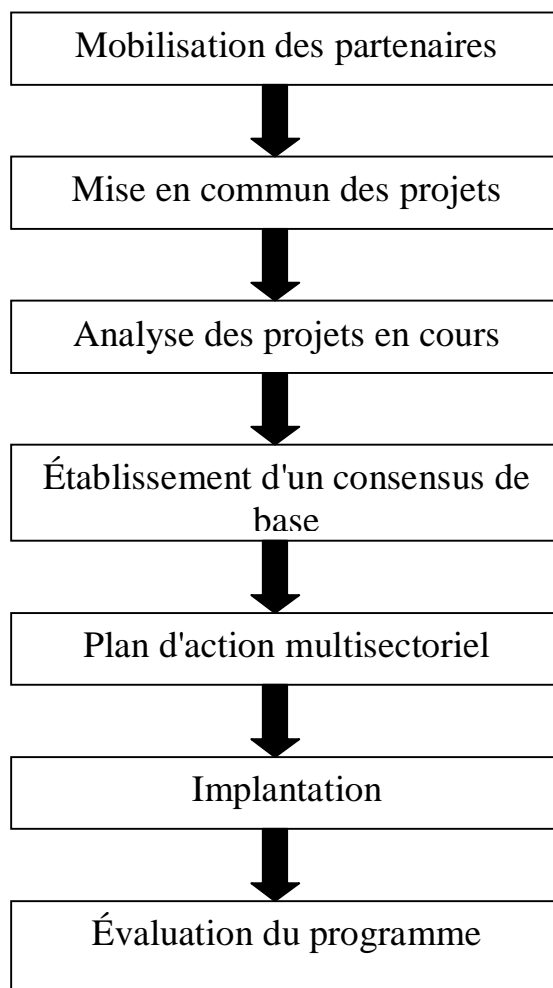 Mobilisation des partenaires
Mise en commun des projets
Analyse des projets en cours
Établissement d'un consensus de
base
Plan d'action multisectoriel
Implantation
Évaluation du programme